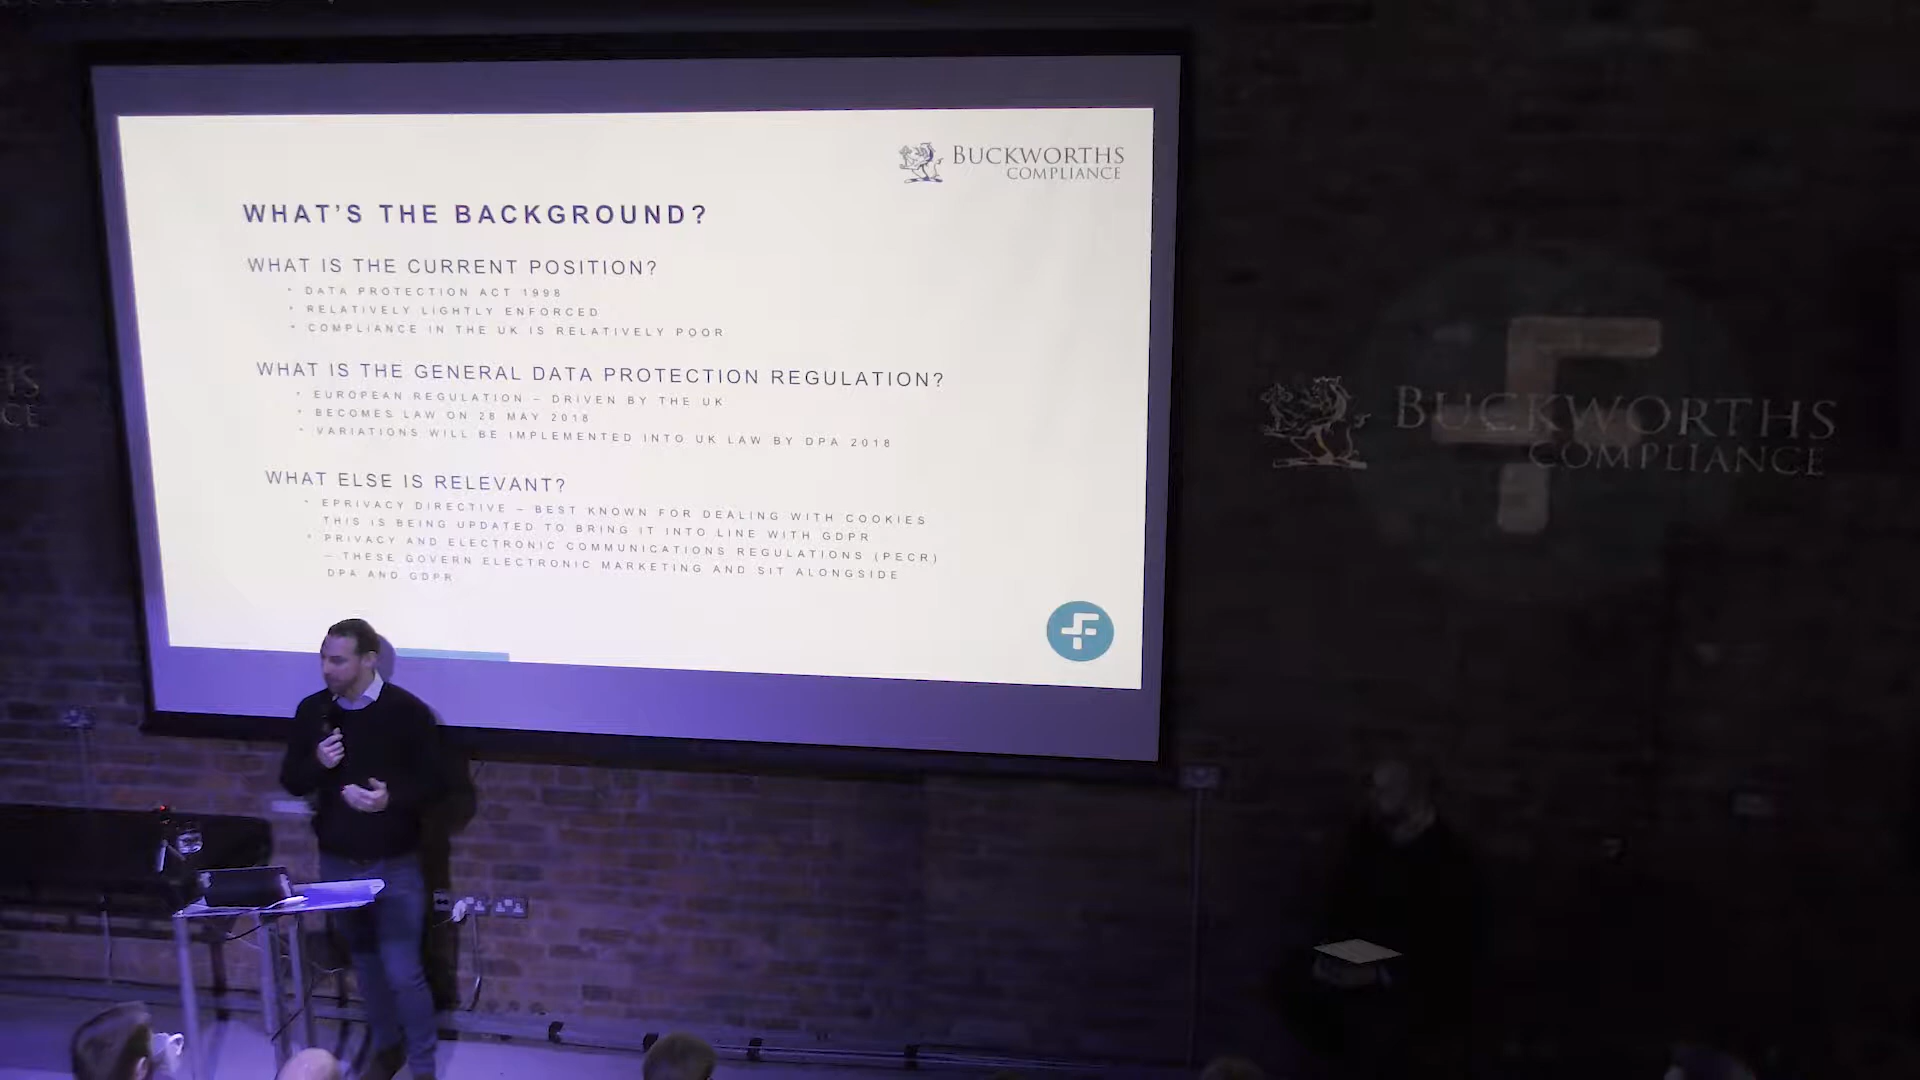 BUCKWORTHS
COMPLIANCE
WHAT'S THE BACKGROUND?
WHAT IS THE CURRENT POSITION?
• DATA PROTECTION ACT 1998
• RELATIVELY LIGHTLY ENFORCED
• COMPLIANCE IN THE UK IS RELATIVELY POOR
WHAT IS THE GENERAL DATA PROTECTION REGULATION?
• EUROPEAN REGULATION – DRIVEN BY THE UK
• BECOMES LAW ON 28 MAY 2018
• VARIATIONS WILL BE IMPLEMENTED INTO UK LAW BY DPA 2018
WHAT ELSE IS RELEVANT?
• EPRIVACY DIRECTIVE – BEST KNOWN FOR DEALING WITH COOKIES
THIS IS BEING UPDATED TO BRING IT INTO LINE WITH GDPR
• PRIVACY AND ELECTRONIC COMMUNICATIONS REGULATIONS (PECR)
– THESE GOVERN ELECTRONIC MARKETING AND SIT ALONGSIDE
DPA AND GDPR
BUCKWORTHS
COMPLIANCE